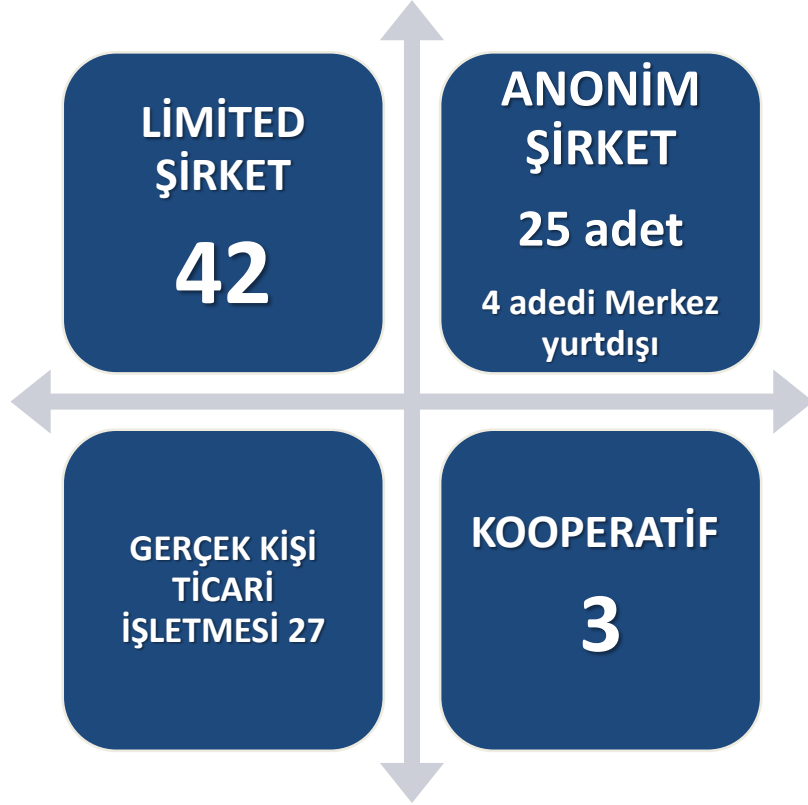 LİMİTED
ŞİRKET
42
ANONİM
ŞİRKET
25 adet
4 adedi Merkez
yurtdışı
GERÇEK KİŞİ
TİCARİ
İŞLETMESİ 27
KOOPERATİF
3